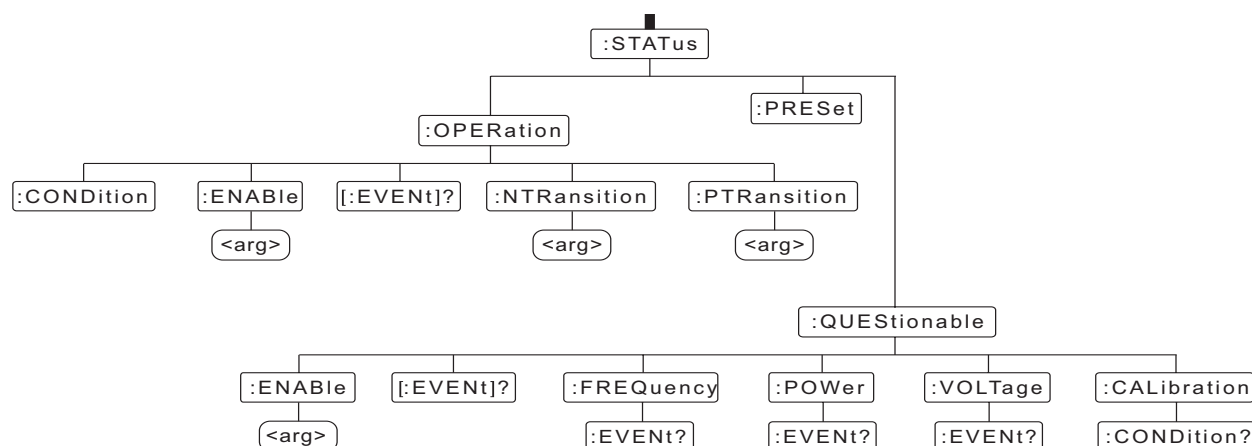 :STATus
:PRESet
:OPERation
:CONDition :ENABle [:EVENt]? :NTRansition :PTRansition
<arg> <arg> <arg>
:QUEStionable
:ENABle [:EVENt]? :FREQuency :POWer :VOLTage :CALibration
<arg> :EVENt? :EVENt? :EVENt? :CONDition?